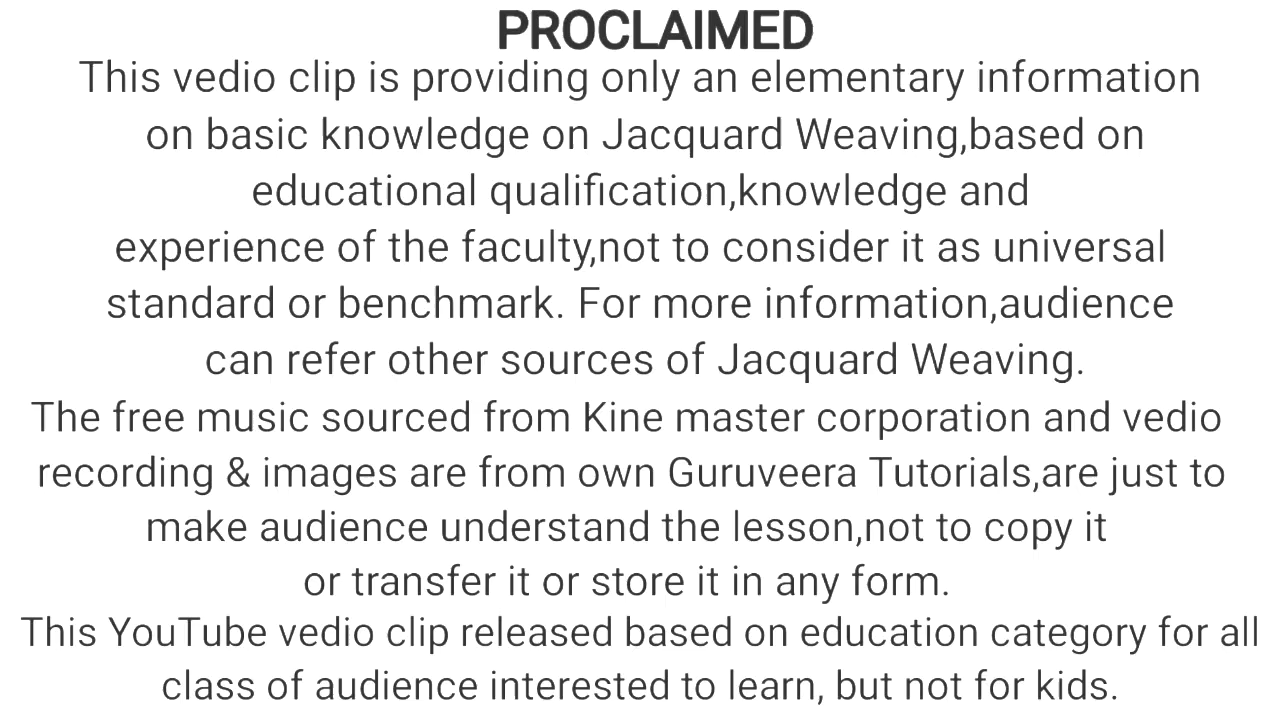 PROCLAIMED
This vedio clip is providing only an elementary information
on basic knowledge on Jacquard Weaving,based on
educational qualification,knowledge and
experience of the faculty,not to consider it as universal
standard or benchmark. For more information,audience
can refer other sources of Jacquard Weaving.
The free music sourced from Kine master corporation and vedio
recording & images are from own Guruveera Tutorials,are just to
make audience understand the lesson,not to copy it
or transfer it or store it in any form.
This YouTube vedio clip released based on education category for all
class of audience interested to learn, but not for kids.